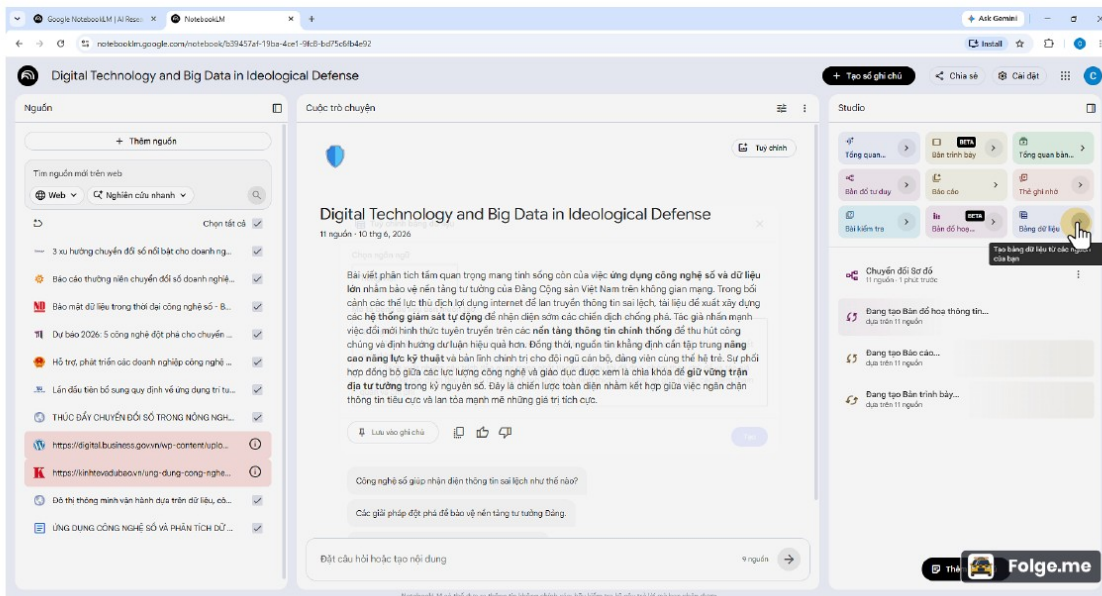 Google NotebookLM | AI Resea
NotebookLM
Ask Gemini
notebooklm.google.com/notebook/b39457af-19ba-4ce1-9fc8-bd75c6fb4e92
Install
Digital Technology and Big Data in Ideological Defense
+ Tạo sổ ghi chú
Chia sẻ
Cài đặt
C
Nguồn
+ Thêm nguồn
Tìm nguồn mới trên web
Web
Nghiên cứu nhanh
Chọn tất cả
3 xu hướng chuyển đổi số nổi bật cho doanh ng...
Báo cáo thường niên chuyển đổi số doanh nghiệ...
Bảo mật dữ liệu trong thời đại công nghệ số - B...
Dự báo 2026: 5 công nghệ đột phá cho chuyển ...
Hỗ trợ, phát triển các doanh nghiệp công nghệ ...
Lần đầu tiên bổ sung quy định về ứng dụng trí tu...
THÚC ĐẨY CHUYỂN ĐỔI SỐ TRONG NÔNG NGH...
https://digital.business.gov.vn/wp-content/uplo...
https://kinhtevadubao.vn/ung-dung-cong-nghe...
Đô thị thông minh vận hành dựa trên dữ liệu, cô...
ỨNG DỤNG CÔNG NGHỆ SỐ VÀ PHÂN TÍCH DỮ ...
Cuộc trò chuyện
Tuỳ chỉnh
Digital Technology and Big Data in Ideological Defense
11 nguồn · 10 thg 6, 2026
Chọn ngôn ngữ
Bài viết phân tích tầm quan trọng mang tính sống còn của việc ứng dụng công nghệ số và dữ liệu
lớn nhằm bảo vệ nền tảng tư tưởng của Đảng Cộng sản Việt Nam trên không gian mạng. Trong bối
cảnh các thế lực thù địch lợi dụng internet để lan truyền thông tin sai lệch, tài liệu đề xuất xây dựng
các hệ thống giám sát tự động để nhận diện sớm các chiến dịch chống phá. Tác giả nhấn mạnh
việc đổi mới hình thức tuyên truyền trên các nền tảng thông tin chính thống để thu hút công
chúng và định hướng dư luận hiệu quả hơn. Đồng thời, nguồn tin khẳng định cần tập trung nâng
cao năng lực kỹ thuật và bản lĩnh chính trị cho đội ngũ cán bộ, đảng viên cùng thế hệ trẻ. Sự phối
hợp đồng bộ giữa các lực lượng công nghệ và giáo dục được xem là chìa khóa để giữ vững trận
địa tư tưởng trong kỷ nguyên số. Đây là chiến lược toàn diện nhằm kết hợp giữa việc ngăn chặn
thông tin tiêu cực và lan tỏa mạnh mẽ những giá trị tích cực.
Lưu vào ghi chú
Tạo
Công nghệ số giúp nhận diện thông tin sai lệch như thế nào?
Các giải pháp đột phá để bảo vệ nền tảng tư tưởng Đảng.
Đặt câu hỏi hoặc tạo nội dung
9 nguồn
Studio
Tổng quan...
BETA
Bản trình bày
Tổng quan bằn...
Bản đồ tư duy
Báo cáo
Thẻ ghi nhớ
Bài kiểm tra
BETA
Bản đồ hoạ...
Bảng dữ liệu
Tạo bảng dữ liệu từ các nguồn
của bạn
Chuyển đổi Sơ đồ
11 nguồn · 1 phút trước
Đang tạo Bản đồ hoạ thông tin...
dựa trên 11 nguồn
Đang tạo Báo cáo...
dựa trên 11 nguồn
Đang tạo Bản trình bày...
dựa trên 11 nguồn
Folge.me